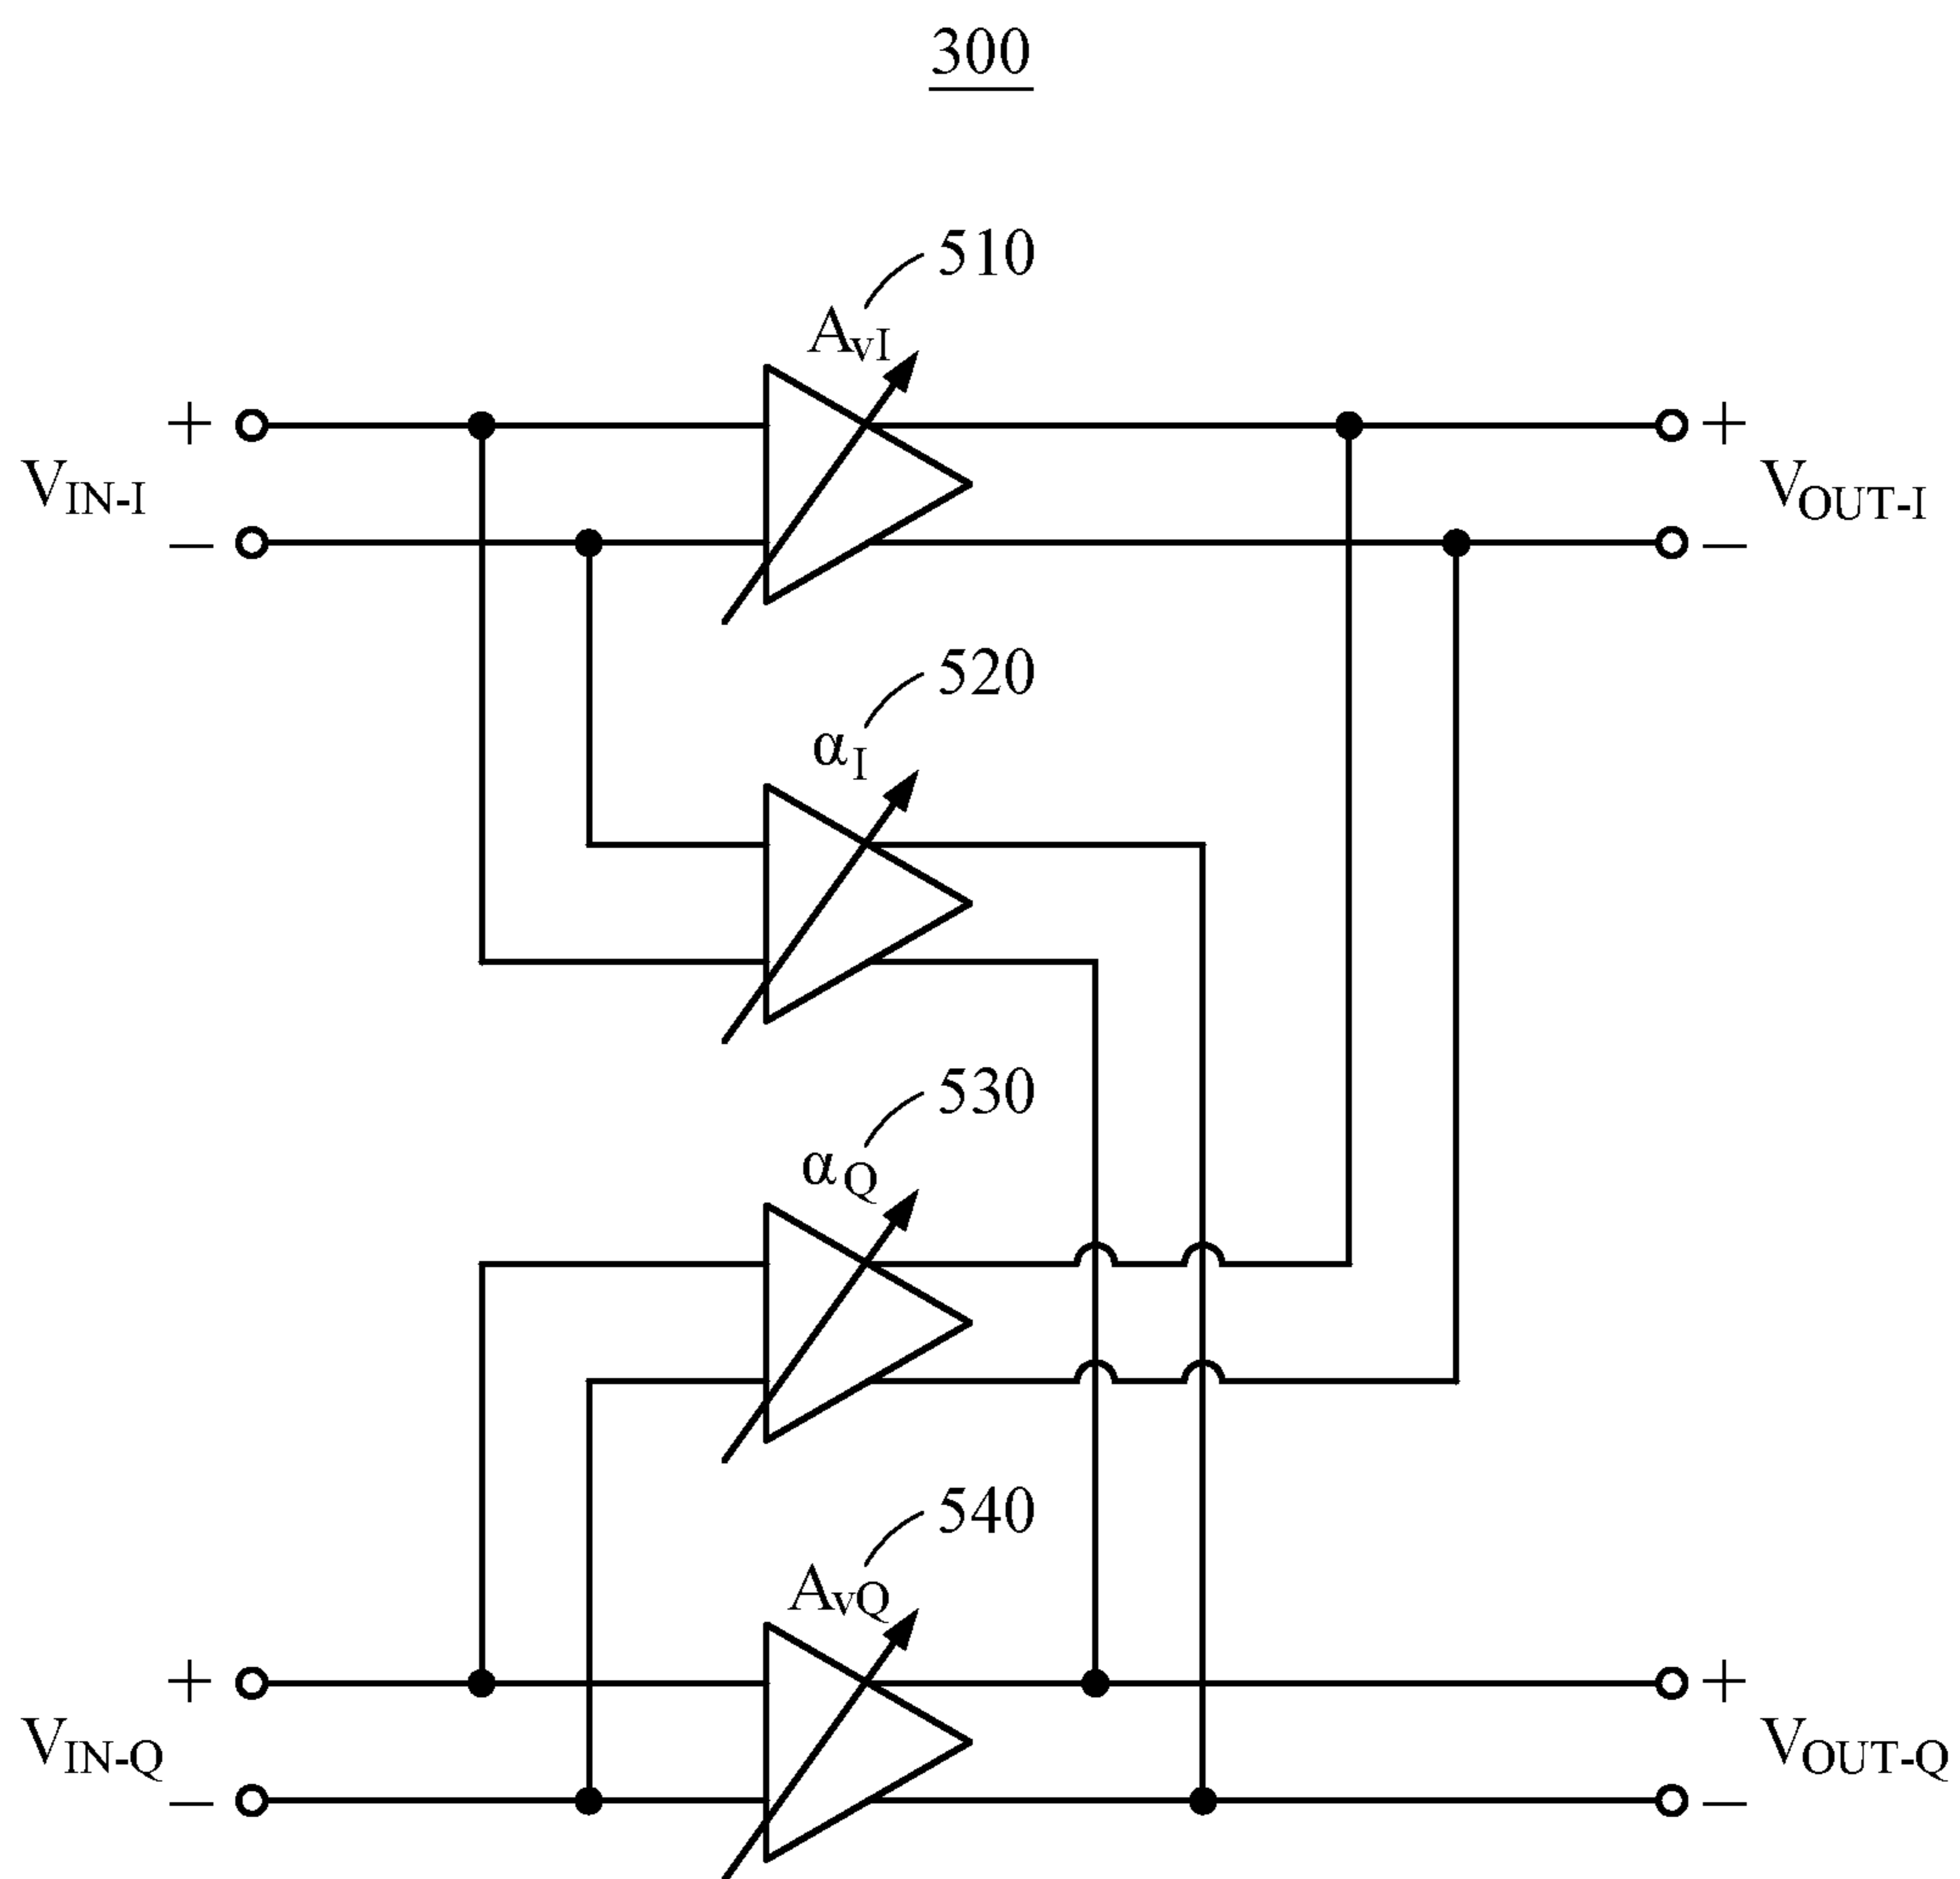 300
510
AvI
+ +
VIN-I VOUT-I
− −
520
αI
530
αQ
540
AvQ
+ +
VIN-Q VOUT-Q
− −